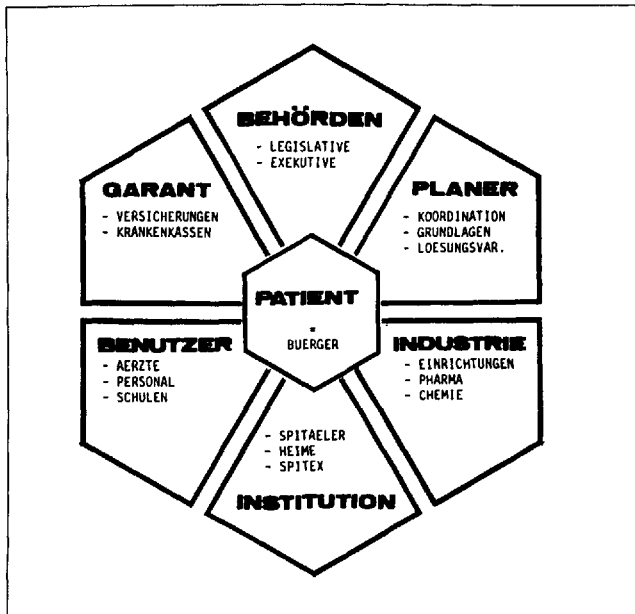 BEHÖRDEN
- LEGISLATIVE
- EXEKUTIVE
GARANT
- VERSICHERUNGEN
- KRANKENKASSEN
PLANER
- KOORDINATION
- GRUNDLAGEN
- LOESUNGSVAR.
PATIENT
=
BUERGER
BENUTZER
- AERZTE
- PERSONAL
- SCHULEN
INDUSTRIE
- EINRICHTUNGEN
- PHARMA
- CHEMIE
- SPITAELER
- HEIME
- SPITEX
INSTITUTION